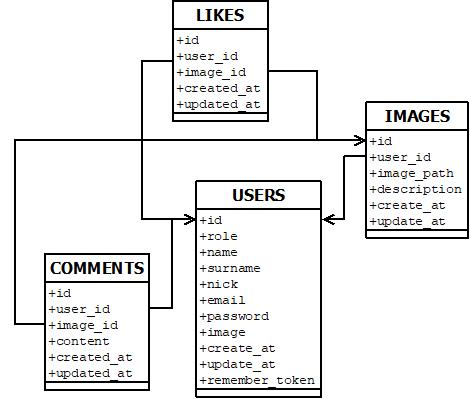 LIKES
+id
+user_id
+image_id
+created_at
+updated_at
IMAGES
+id
+user_id
+image_path
+description
+create_at
+update_at
USERS
+id
+role
+name
+surname
+nick
+email
+password
+image
+create_at
+update_at
+remember_token
COMMENTS
+id
+user_id
+image_id
+content
+created_at
+updated_at